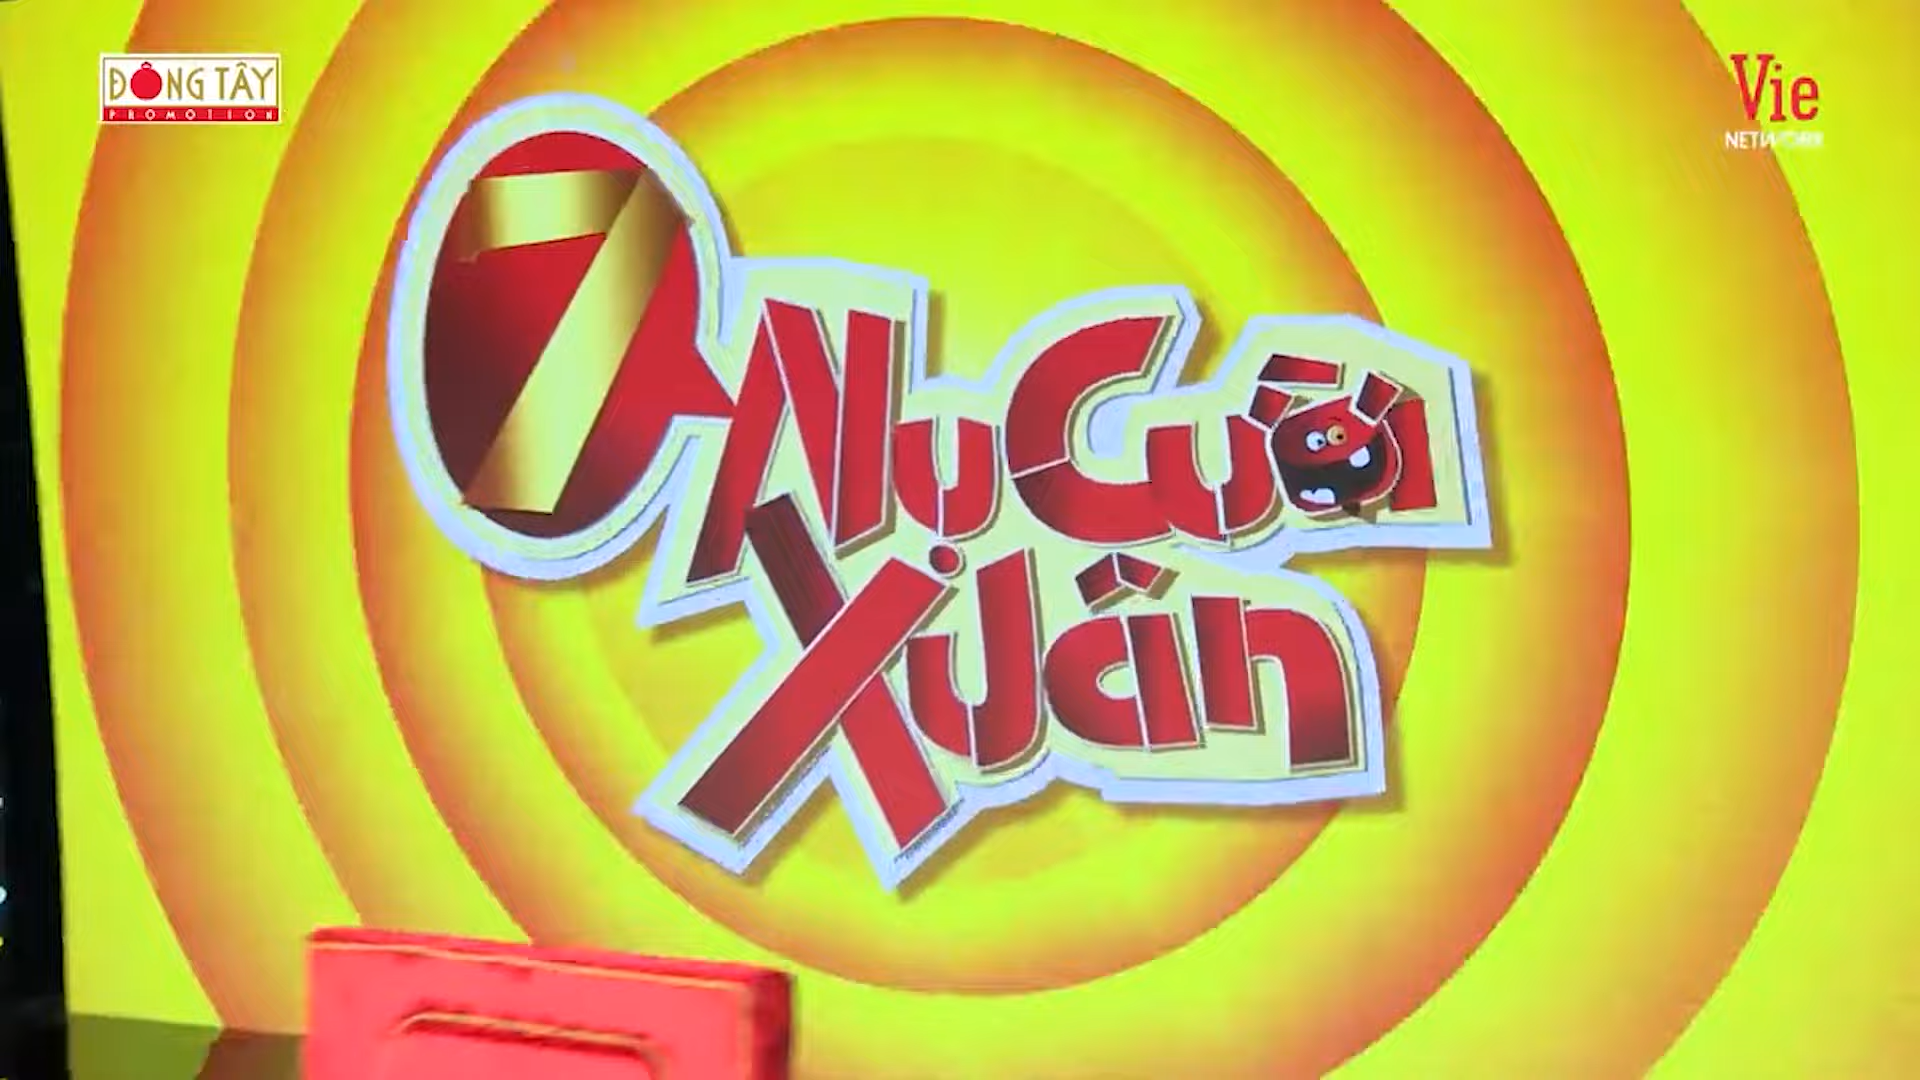 ĐÔNG TÂY
PROMOTION
Vie
NETWORK
7 Nụ Cười
Xuân